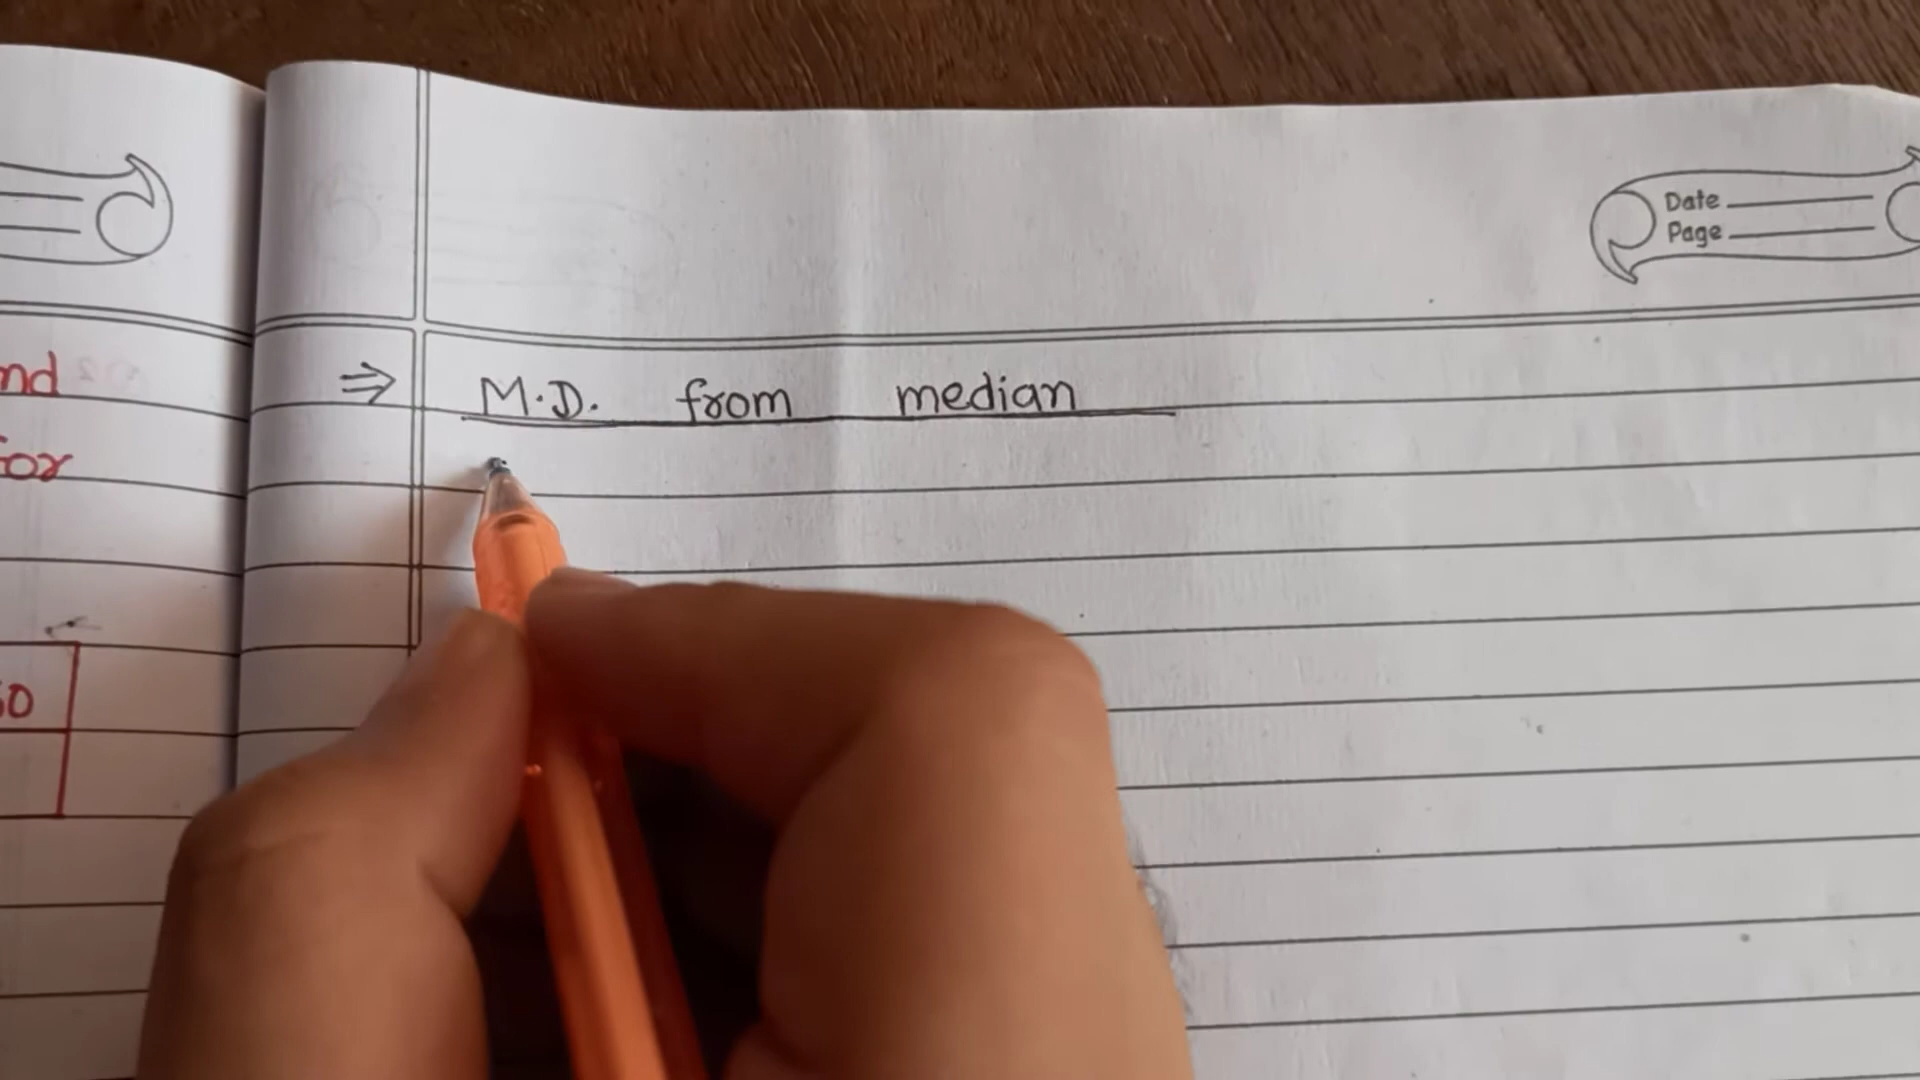 Date
Page
nd
⇒ M.D. from median
for
0